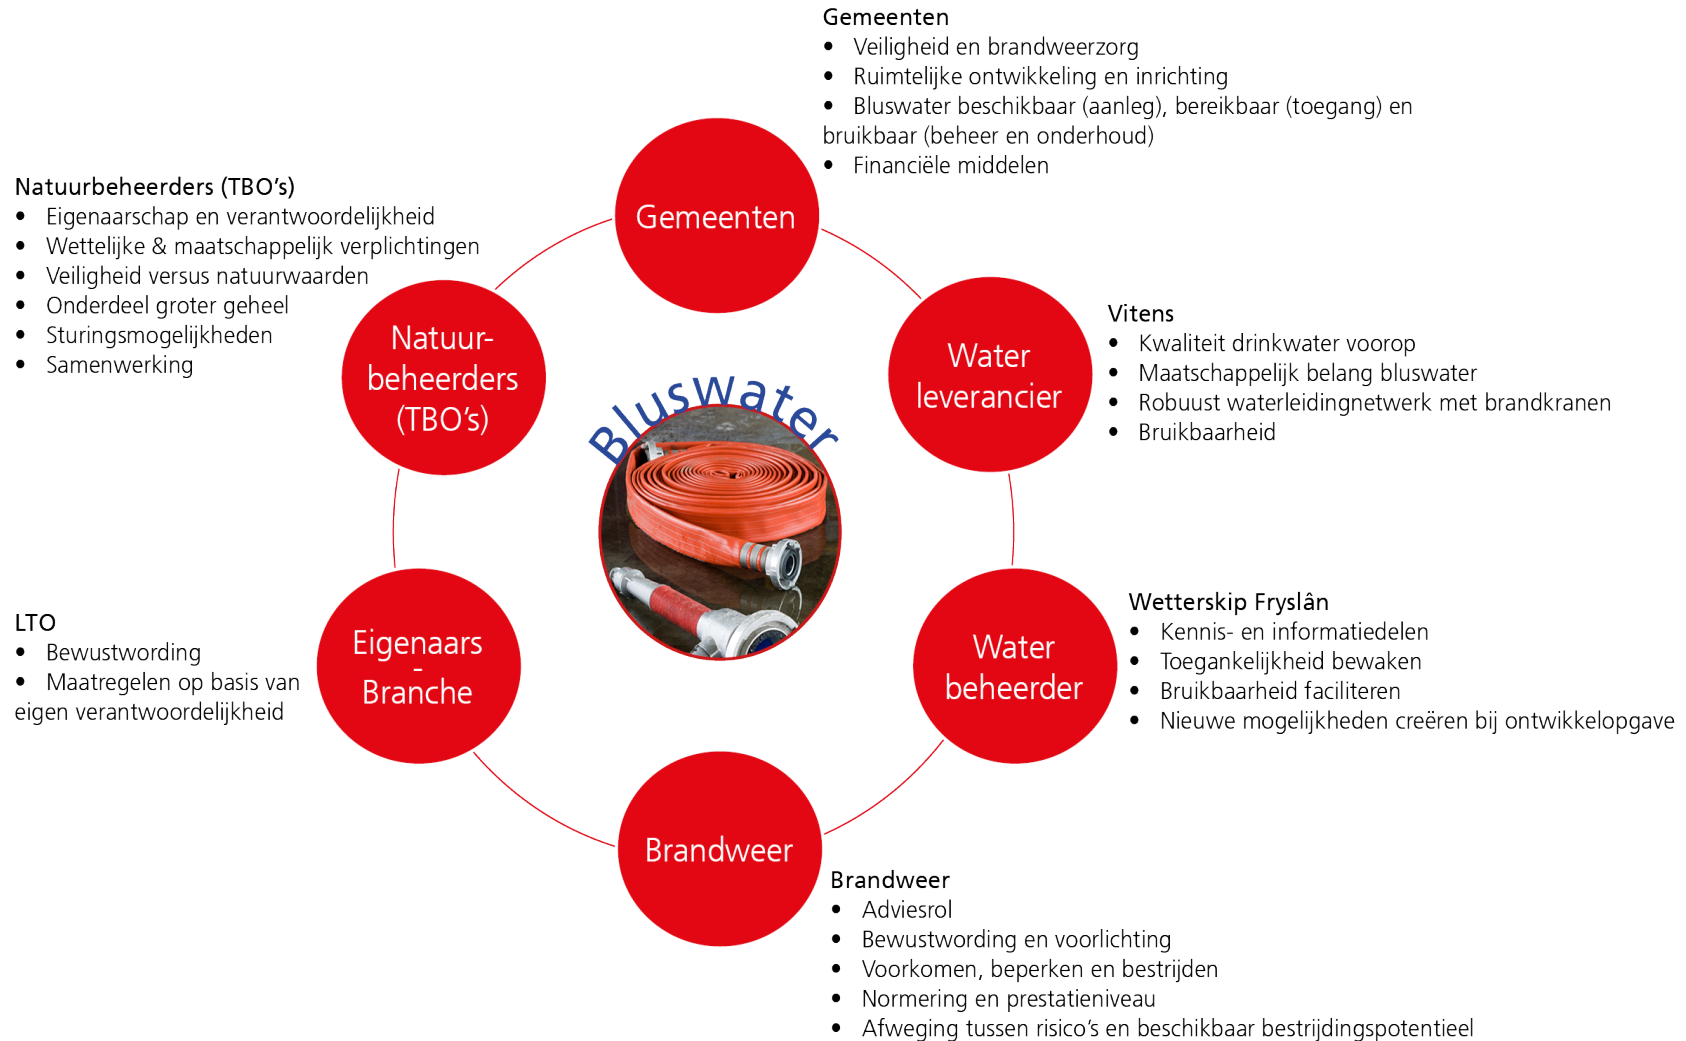 Gemeenten
• Veiligheid en brandweerzorg
• Ruimtelijke ontwikkeling en inrichting
• Bluswater beschikbaar (aanleg), bereikbaar (toegang) en
bruikbaar (beheer en onderhoud)
• Financiële middelen
Natuurbeheerders (TBO’s)
• Eigenaarschap en verantwoordelijkheid
• Wettelijke & maatschappelijk verplichtingen
• Veiligheid versus natuurwaarden
• Onderdeel groter geheel
• Sturingsmogelijkheden
• Samenwerking
Gemeenten
Natuur-
beheerders
(TBO’s)
Water
leverancier
Vitens
• Kwaliteit drinkwater voorop
• Maatschappelijk belang bluswater
• Robuust waterleidingnetwerk met brandkranen
• Bruikbaarheid
Bluswater
LTO
• Bewustwording
• Maatregelen op basis van
eigen verantwoordelijkheid
Eigenaars
-
Branche
Water
beheerder
Wetterskip Fryslân
• Kennis- en informatiedelen
• Toegankelijkheid bewaken
• Bruikbaarheid faciliteren
• Nieuwe mogelijkheden creëren bij ontwikkelopgave
Brandweer
Brandweer
• Adviesrol
• Bewustwording en voorlichting
• Voorkomen, beperken en bestrijden
• Normering en prestatieniveau
• Afweging tussen risico’s en beschikbaar bestrijdingspotentieel